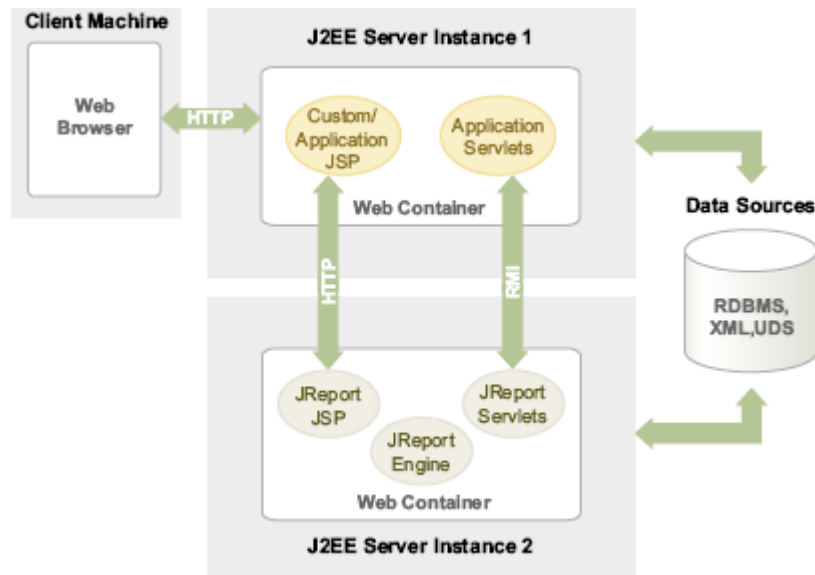 Client Machine
Web
Browser
HTTP
J2EE Server Instance 1
Custom/
Application
JSP
Application
Servlets
Web Container
HTTP
RMI
Data Sources
RDBMS,
XML,UDS
JReport
JSP
JReport
Servlets
JReport
Engine
Web Container
J2EE Server Instance 2